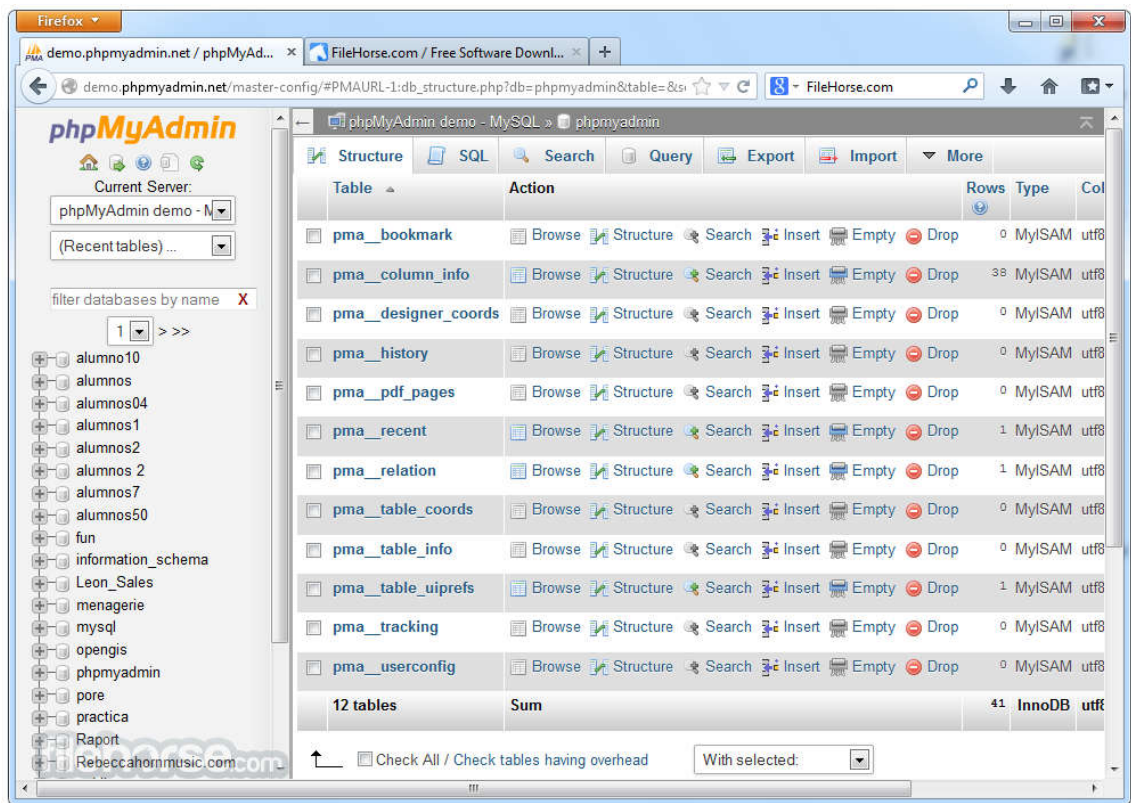 Firefox
demo.phpmyadmin.net / phpMyAd...
FileHorse.com / Free Software Downl...
demo.phpmyadmin.net/master-config/#PMAURL-1:db_structure.php?db=phpmyadmin&table=&s
FileHorse.com
phpMyAdmin
Current Server:
phpMyAdmin demo - M
(Recent tables) ...
filter databases by name X
1 > >>
alumno10
alumnos
alumnos04
alumnos1
alumnos2
alumnos 2
alumnos7
alumnos50
fun
information_schema
Leon_Sales
menagerie
mysql
opengis
phpmyadmin
pore
practica
Raport
Rebeccahornmusic.com
filehorse.com
phpMyAdmin demo - MySQL » phpmyadmin
Structure SQL Search Query Export Import More
Table Action Rows Type Col
pma__bookmark Browse Structure Search Insert Empty Drop 0 MyISAM utf8
pma__column_info Browse Structure Search Insert Empty Drop 38 MyISAM utf8
pma__designer_coords Browse Structure Search Insert Empty Drop 0 MyISAM utf8
pma__history Browse Structure Search Insert Empty Drop 0 MyISAM utf8
pma__pdf_pages Browse Structure Search Insert Empty Drop 0 MyISAM utf8
pma__recent Browse Structure Search Insert Empty Drop 1 MyISAM utf8
pma__relation Browse Structure Search Insert Empty Drop 1 MyISAM utf8
pma__table_coords Browse Structure Search Insert Empty Drop 0 MyISAM utf8
pma__table_info Browse Structure Search Insert Empty Drop 0 MyISAM utf8
pma__table_uiprefs Browse Structure Search Insert Empty Drop 1 MyISAM utf8
pma__tracking Browse Structure Search Insert Empty Drop 0 MyISAM utf8
pma__userconfig Browse Structure Search Insert Empty Drop 0 MyISAM utf8
12 tables Sum 41 InnoDB utf8
Check All / Check tables having overhead With selected: